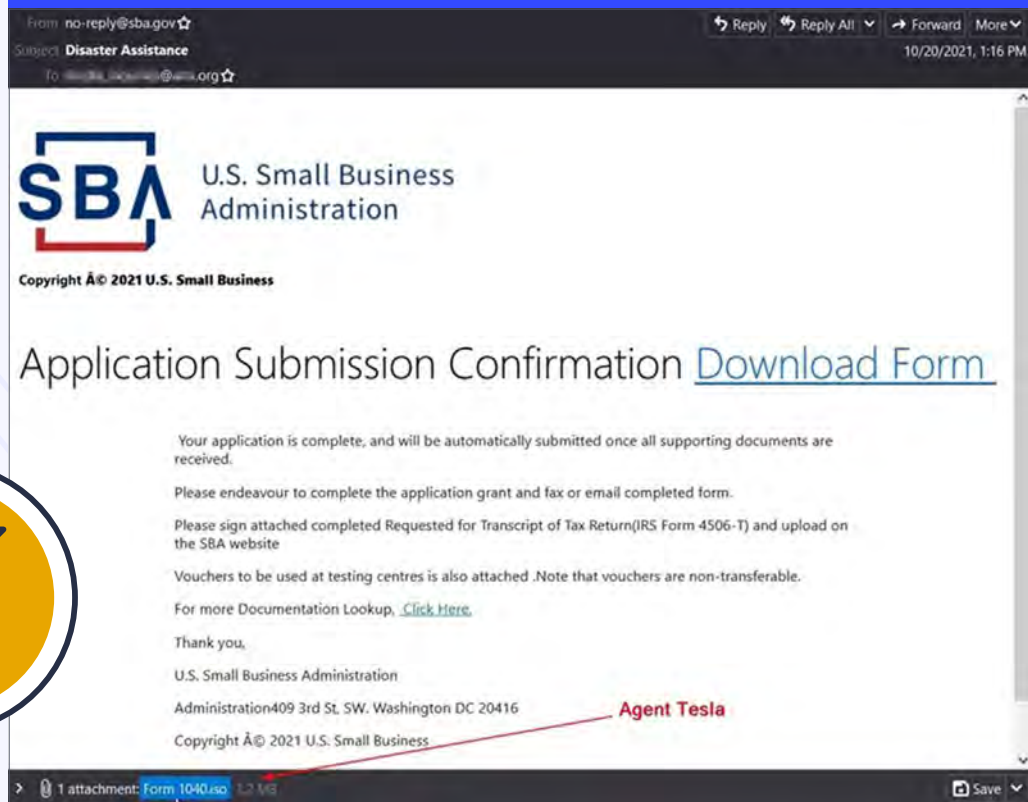 From no-reply@sba.gov
Reply Reply All Forward More
Subject Disaster Assistance
10/20/2021, 1:16 PM
To @ .org
SBA
U.S. Small Business
Administration
Copyright Â© 2021 U.S. Small Business
Application Submission Confirmation Download Form
Your application is complete, and will be automatically submitted once all supporting documents are
received.
Please endeavour to complete the application grant and fax or email completed form.
Please sign attached completed Requested for Transcript of Tax Return(IRS Form 4506-T) and upload on
the SBA website
Vouchers to be used at testing centres is also attached .Note that vouchers are non-transferable.
For more Documentation Lookup, Click Here.
Thank you,
U.S. Small Business Administration
Administration409 3rd St, SW. Washington DC 20416
Agent Tesla
Copyright Â© 2021 U.S. Small Business
1 attachment: Form 1040.iso 1.2 MB
Save